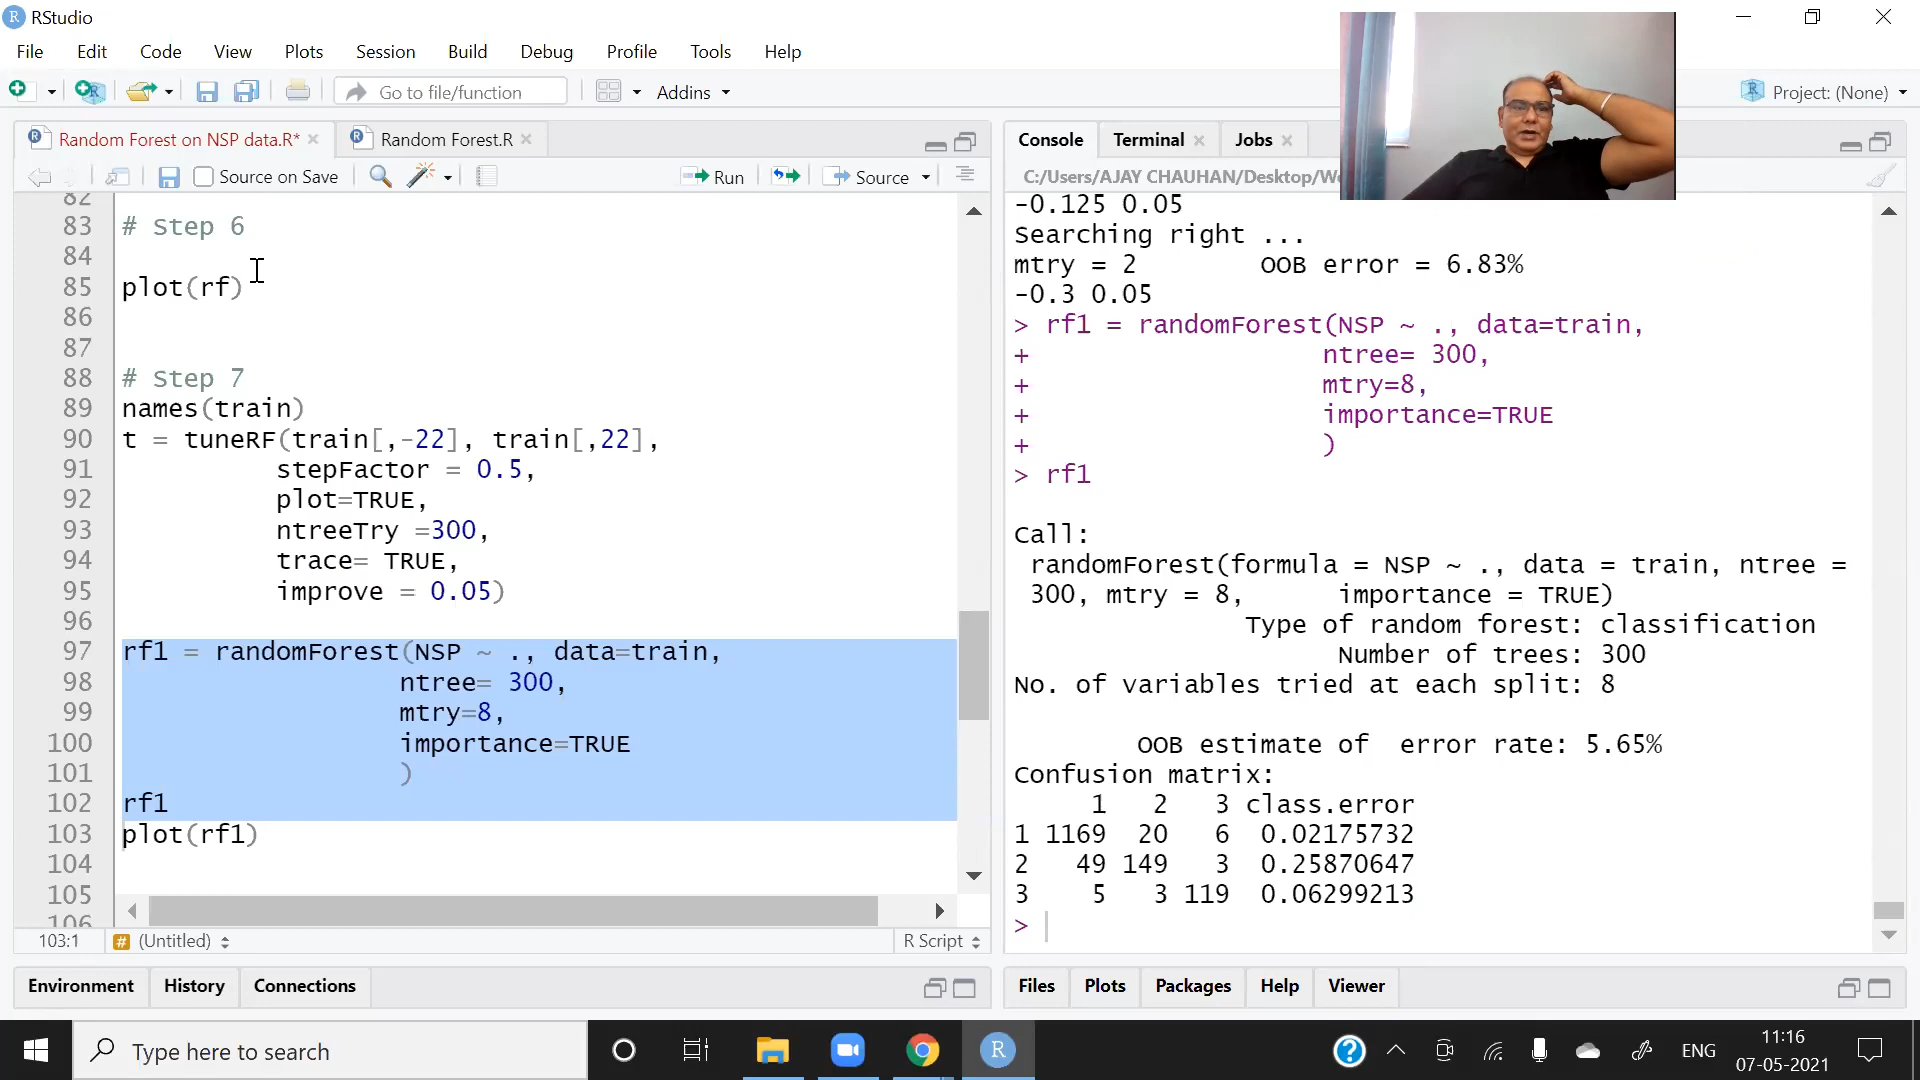 RStudio
File Edit Code View Plots Session Build Debug Profile Tools Help
Go to file/function
Addins
Project: (None)
Random Forest on NSP data.R*
Random Forest.R
Source on Save
Run
Source
82
83 # Step 6
84
85 plot(rf)
86
87
88 # Step 7
89 names(train)
90 t = tuneRF(train[,-22], train[,22],
91 stepFactor = 0.5,
92 plot=TRUE,
93 ntreeTry =300,
94 trace= TRUE,
95 improve = 0.05)
96
97 rf1 = randomForest(NSP ~ ., data=train,
98 ntree= 300,
99 mtry=8,
100 importance=TRUE
101 )
102 rf1
103 plot(rf1)
104
105
106
103:1
# (Untitled)
R Script
Environment History Connections
Console Terminal Jobs
C:/Users/AJAY CHAUHAN/Desktop/
-0.125 0.05
Searching right ...
mtry = 2 OOB error = 6.83%
-0.3 0.05
> rf1 = randomForest(NSP ~ ., data=train,
+ ntree= 300,
+ mtry=8,
+ importance=TRUE
+ )
> rf1
Call:
randomForest(formula = NSP ~ ., data = train, ntree =
300, mtry = 8, importance = TRUE)
Type of random forest: classification
Number of trees: 300
No. of variables tried at each split: 8
OOB estimate of error rate: 5.65%
Confusion matrix:
1 2 3 class.error
1 1169 20 6 0.02175732
2 49 149 3 0.25870647
3 5 3 119 0.06299213
>
Files Plots Packages Help Viewer
Type here to search
ENG
11:16
07-05-2021